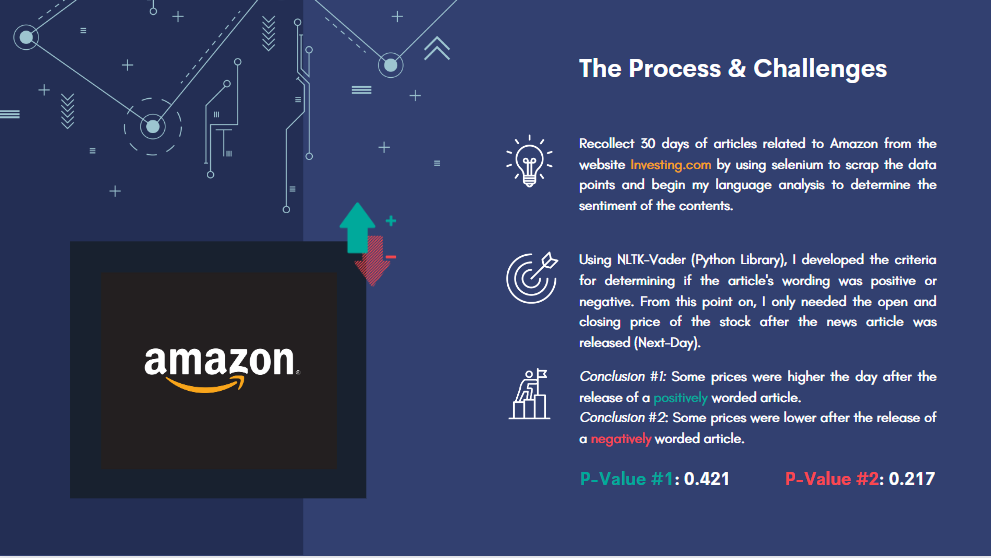 The Process & Challenges
Recollect 30 days of articles related to Amazon from the
website Investing.com by using selenium to scrap the data
points and begin my language analysis to determine the
sentiment of the contents.
Using NLTK-Vader (Python Library), I developed the criteria
for determining if the article's wording was positive or
negative. From this point on, I only needed the open and
closing price of the stock after the news article was
released (Next-Day).
Conclusion #1: Some prices were higher the day after the
release of a positively worded article.
Conclusion #2: Some prices were lower after the release of
a negatively worded article.
P-Value #1: 0.421 P-Value #2: 0.217
+
-
amazon